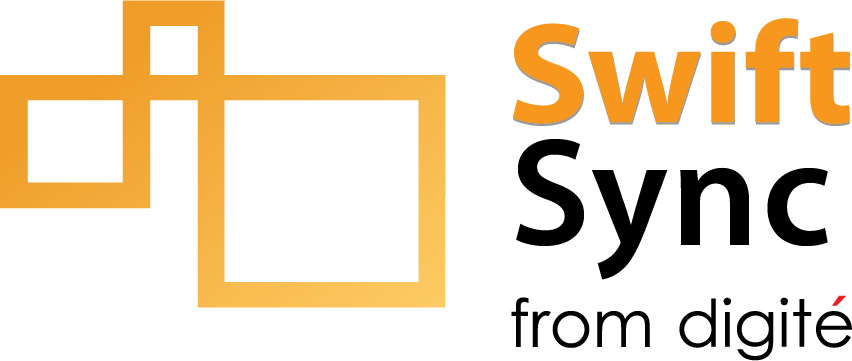 Swift
Sync
from digité